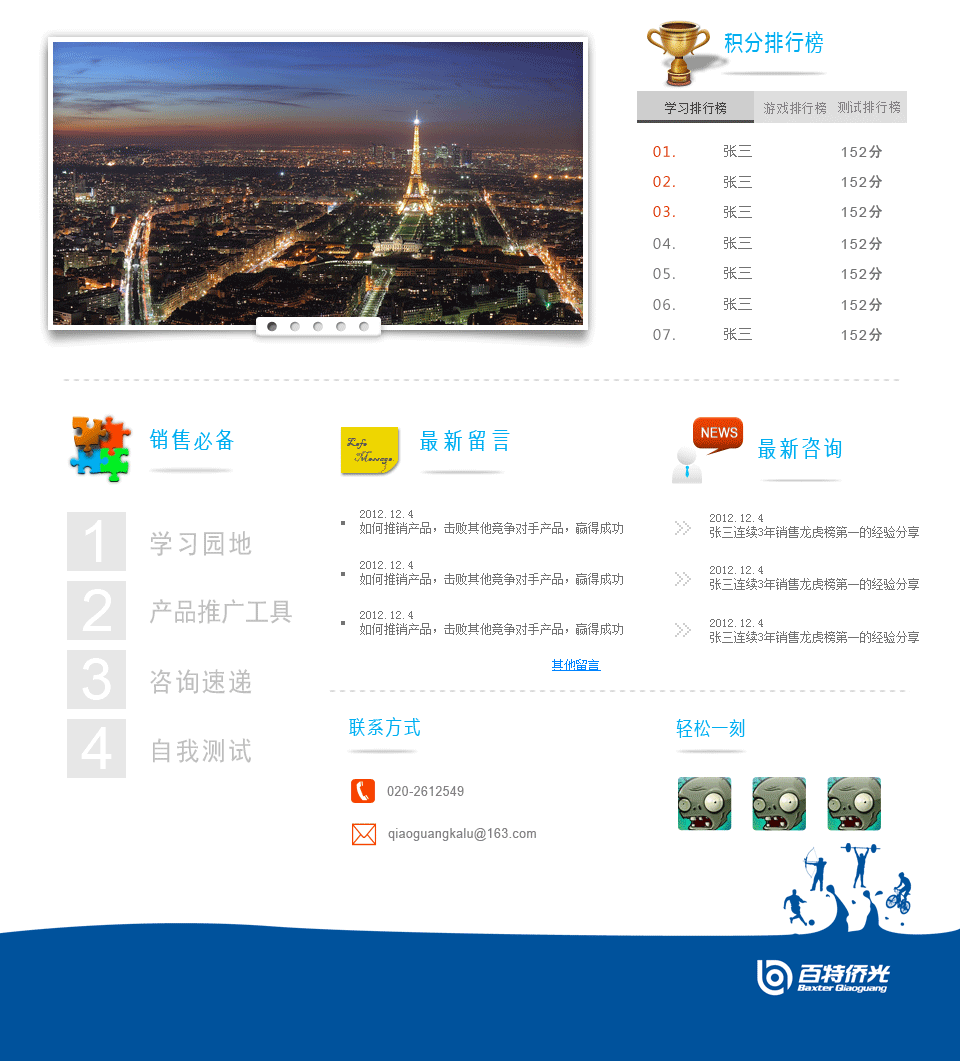 积分排行榜
学习排行榜 游戏排行榜 测试排行榜
01. 张三 152分
02. 张三 152分
03. 张三 152分
04. 张三 152分
05. 张三 152分
06. 张三 152分
07. 张三 152分
销售必备
1 学习园地
2 产品推广工具
3 咨询速递
4 自我测试
最新留言
2012.12.4
如何推销产品，击败其他竞争对手产品，赢得成功
2012.12.4
如何推销产品，击败其他竞争对手产品，赢得成功
2012.12.4
如何推销产品，击败其他竞争对手产品，赢得成功
其他留言
NEWS
最新咨询
2012.12.4
张三连续3年销售龙虎榜第一的经验分享
2012.12.4
张三连续3年销售龙虎榜第一的经验分享
2012.12.4
张三连续3年销售龙虎榜第一的经验分享
联系方式
020-2612549
qiaoguangkalu@163.com
轻松一刻
百特侨光
Baxter Qiaoguang